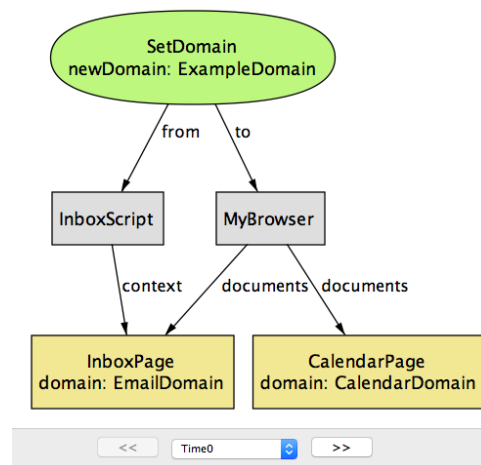 SetDomain
newDomain: ExampleDomain
from
to
InboxScript
MyBrowser
context
documents
documents
InboxPage
domain: EmailDomain
CalendarPage
domain: CalendarDomain
<<
Time0
>>